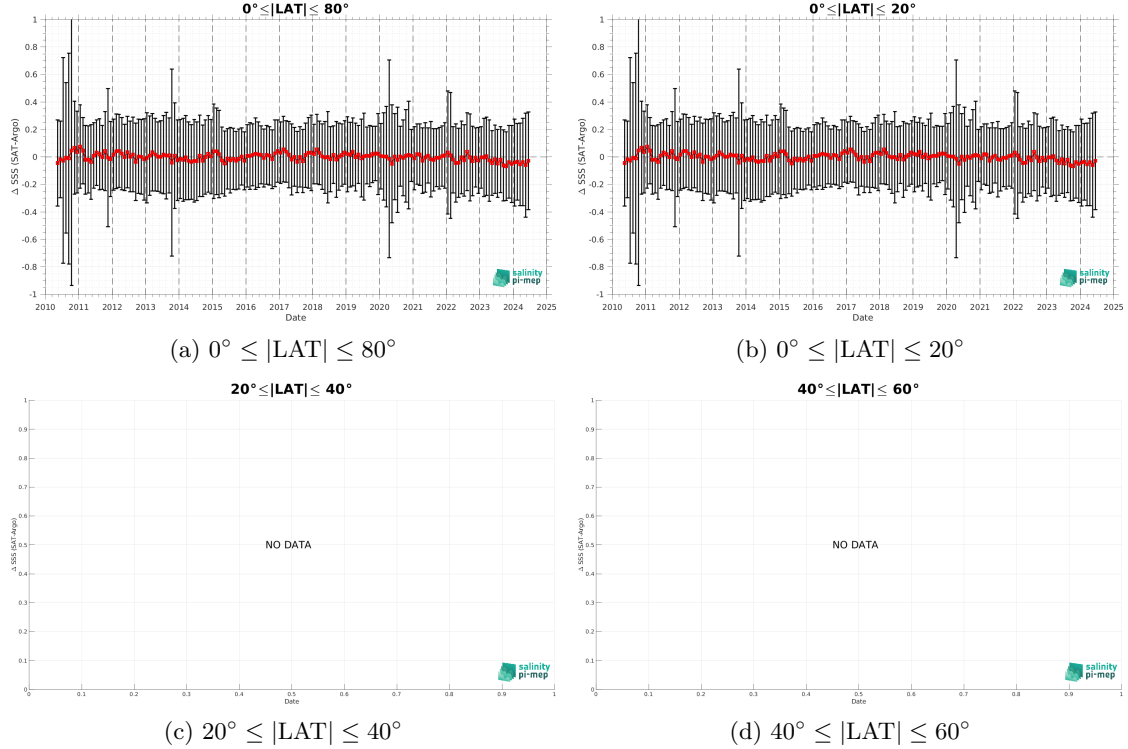 0°≤|LAT|≤ 80°
Δ SSS (SAT-Argo)
1
0.8
0.6
0.4
0.2
0
-0.2
-0.4
-0.6
-0.8
-1
2010 2011 2012 2013 2014 2015 2016 2017 2018 2019 2020 2021 2022 2023 2024 2025
Date
salinity
pi-mep
(a) 0° ≤ |LAT| ≤ 80°
0°≤|LAT|≤ 20°
Δ SSS (SAT-Argo)
1
0.8
0.6
0.4
0.2
0
-0.2
-0.4
-0.6
-0.8
-1
2010 2011 2012 2013 2014 2015 2016 2017 2018 2019 2020 2021 2022 2023 2024 2025
Date
salinity
pi-mep
(b) 0° ≤ |LAT| ≤ 20°
20°≤|LAT|≤ 40°
Δ SSS (SAT-Argo)
1
0.9
0.8
0.7
0.6
0.5
0.4
0.3
0.2
0.1
0
NO DATA
0 0.1 0.2 0.3 0.4 0.5 0.6 0.7 0.8 0.9 1
Date
salinity
pi-mep
(c) 20° ≤ |LAT| ≤ 40°
40°≤|LAT|≤ 60°
Δ SSS (SAT-Argo)
1
0.9
0.8
0.7
0.6
0.5
0.4
0.3
0.2
0.1
0
NO DATA
0 0.1 0.2 0.3 0.4 0.5 0.6 0.7 0.8 0.9 1
Date
salinity
pi-mep
(d) 40° ≤ |LAT| ≤ 60°